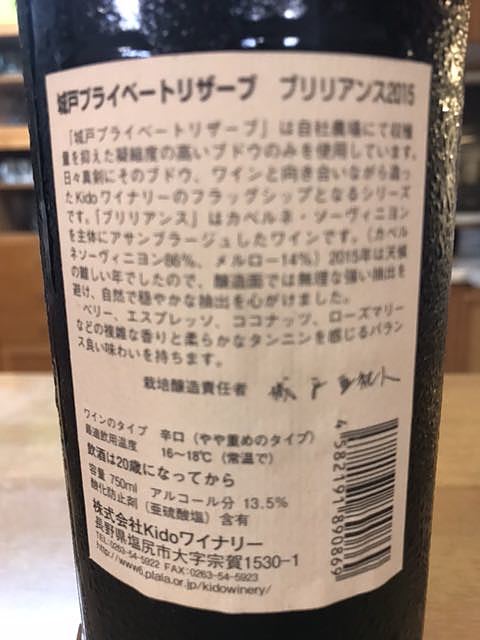 城戸プライベートリザーブ ブリリアンス2015
「城戸プライベートリザーブ」は自社農場にて収穫
量を抑えた凝縮度の高いブドウのみを使用しています。
日々真剣にそのブドウ、ワインと向き合いながら造っ
たKidoワイナリーのフラッグシップとなるシリーズ
です。「ブリリアンス」はカベルネ・ソーヴィニヨン
を主体にアサンブラージュしたワインです。(カベル
ネソーヴィニヨン86%、メルロー14%) 2015年は天候
の難しい年でしたので、醸造面では無理な強い抽出を
避け、自然で穏やかな抽出を心がけました。
ベリー、エスプレッソ、ココナッツ、ローズマリー
などの複雑な香りと柔らかなタンニンを感じるバラン
ス良い味わいを持ちます。
栽培醸造責任者
ワインのタイプ 辛口(やや重めのタイプ)
最適飲用温度 16〜18℃(常温で)
飲酒は20歳になってから
容量 750ml アルコール分 13.5%
酸化防止剤(亜硫酸塩)含有
株式会社Kidoワイナリー
長野県塩尻市大字宗賀1530-1
TEL:0263-54-5922 FAX:0263-54-5923
http://www6.plala.or.jp/kidowinery/
4582191880869